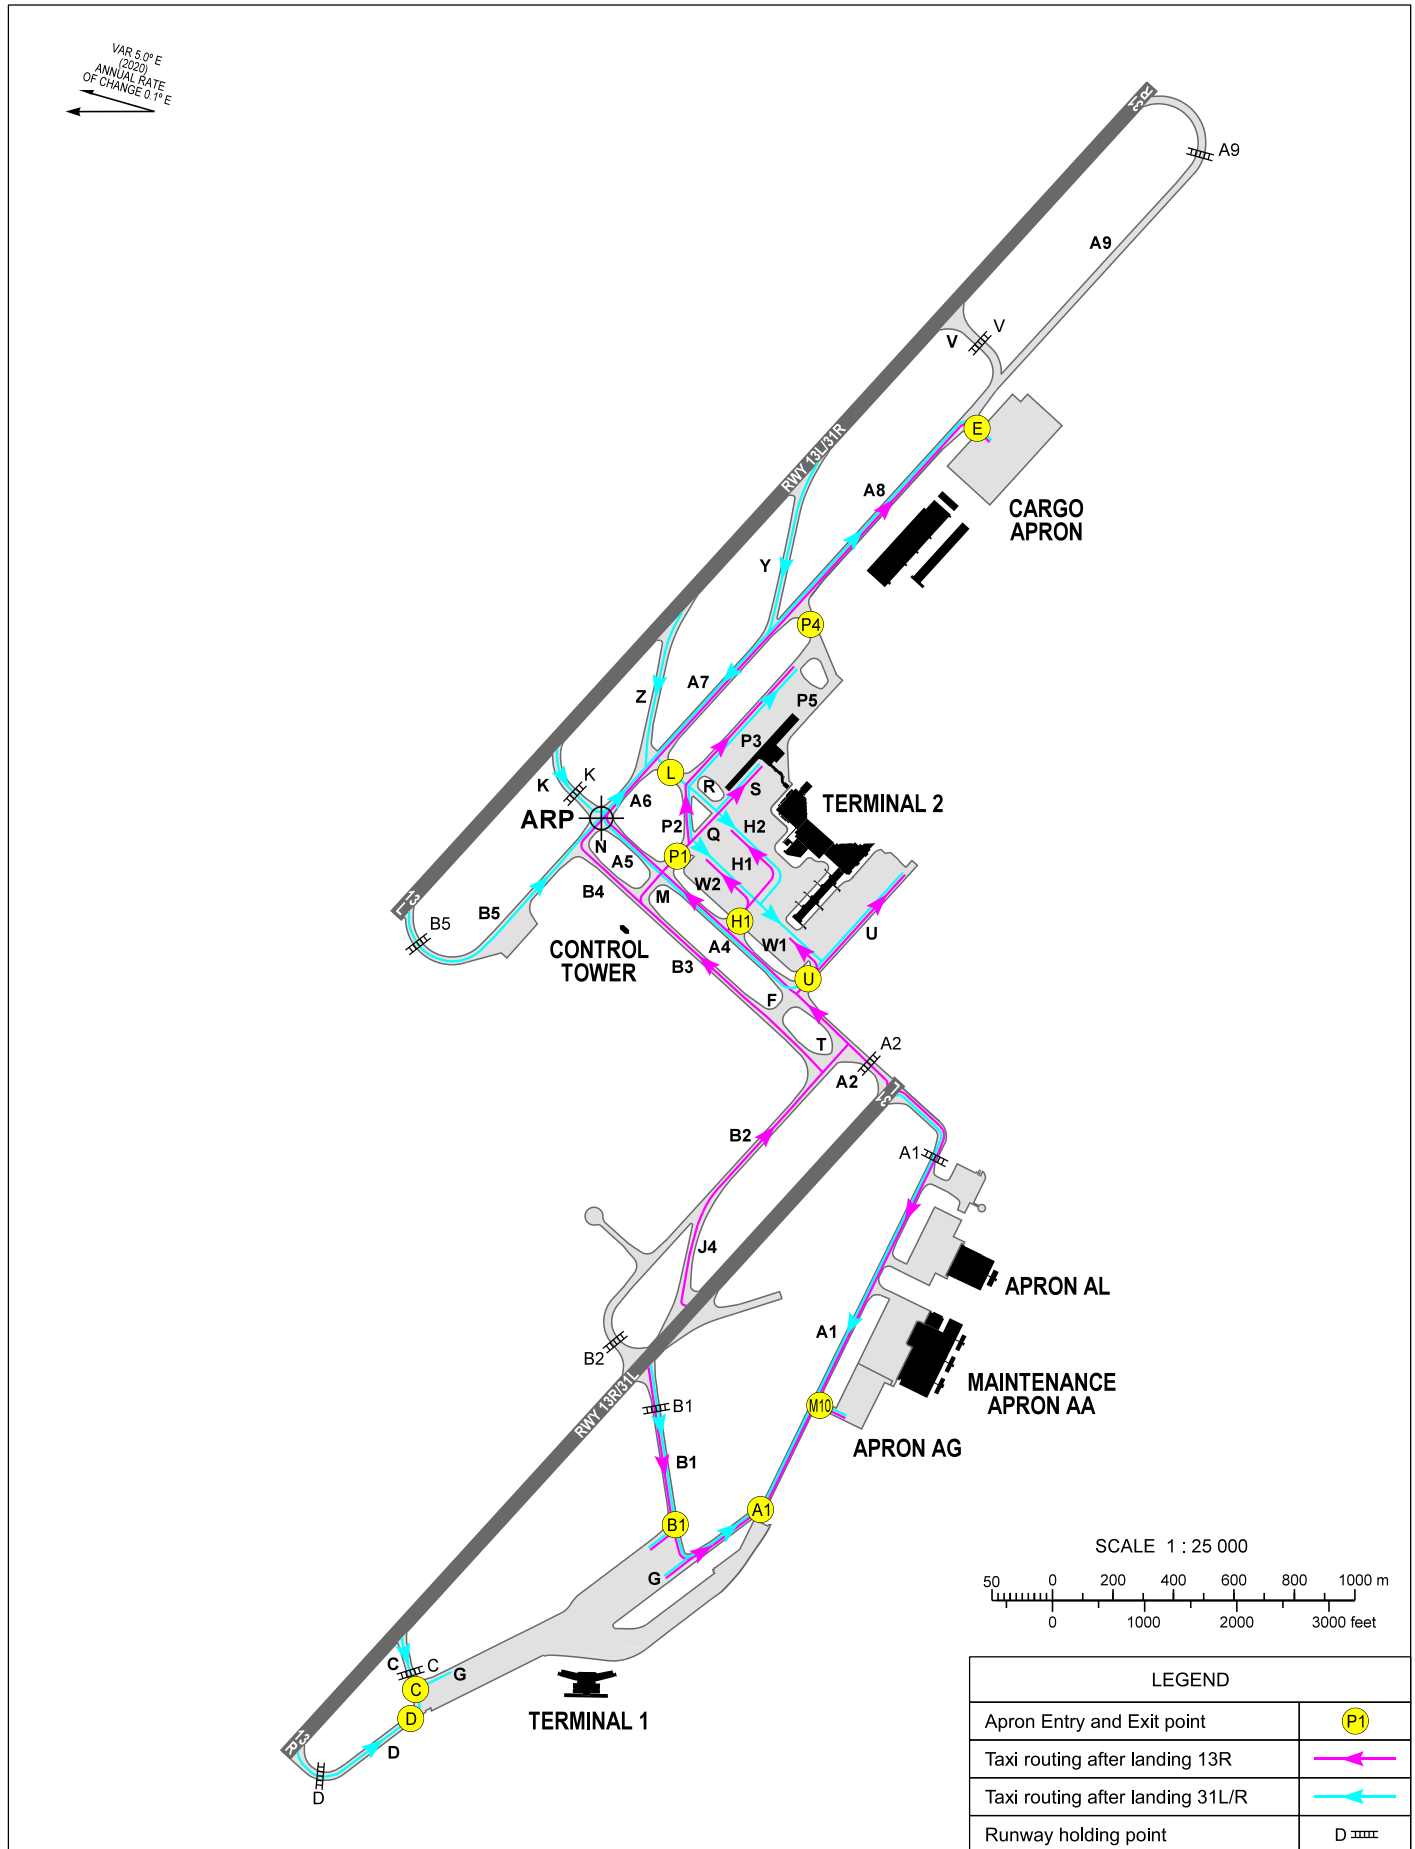 VAR 5.0° E
(2020)
ANNUAL RATE
OF CHANGE 0.1° E
31R
A9
A9
V
V
E
RWY 13L/31R
A8
CARGO
APRON
Y
P4
Z
A7
P5
P3
K
K
L
R
S
A6
TERMINAL 2
ARP
P2
Q
H2
N
A5
P1
H1
W2
B4
M
13L
B5
B5
H1
U
A4
W1
CONTROL
TOWER
B3
U
F
T
A2
A2
31L
B2
A1
J4
APRON AL
A1
B2
MAINTENANCE
APRON AA
RWY 13R/31L
M10
B1
APRON AG
B1
A1
B1
G
SCALE 1 : 25 000
50 0 200 400 600 800 1000 m
0 1000 2000 3000 feet
C
C
G
C
D
TERMINAL 1
13R
D
D
LEGEND
Apron Entry and Exit point P1
Taxi routing after landing 13R
Taxi routing after landing 31L/R
Runway holding point D